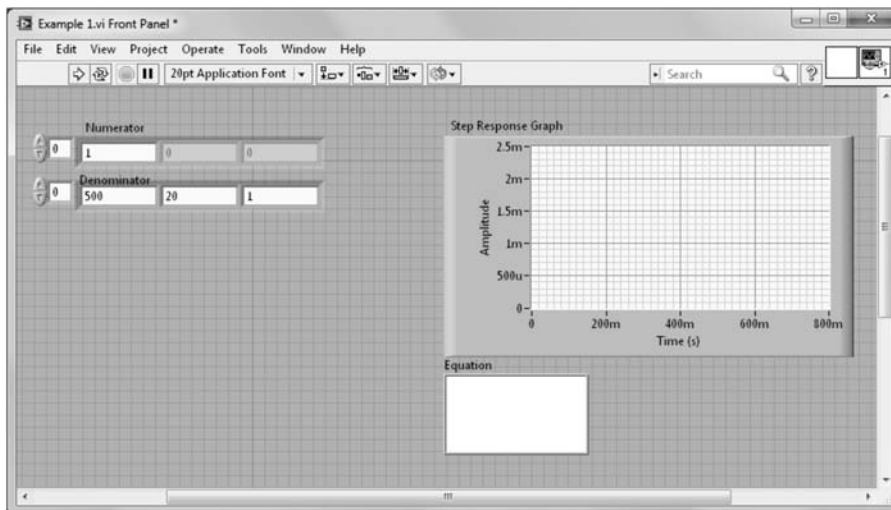 Example 1.vi Front Panel *
File Edit View Project Operate Tools Window Help
20pt Application Font
Search
?
1
Numerator
0 1 0 0
Denominator
0 500 20 1
Step Response Graph
2.5m
2m
1.5m
1m
500u
0
Amplitude
0 200m 400m 600m 800m
Time (s)
Equation